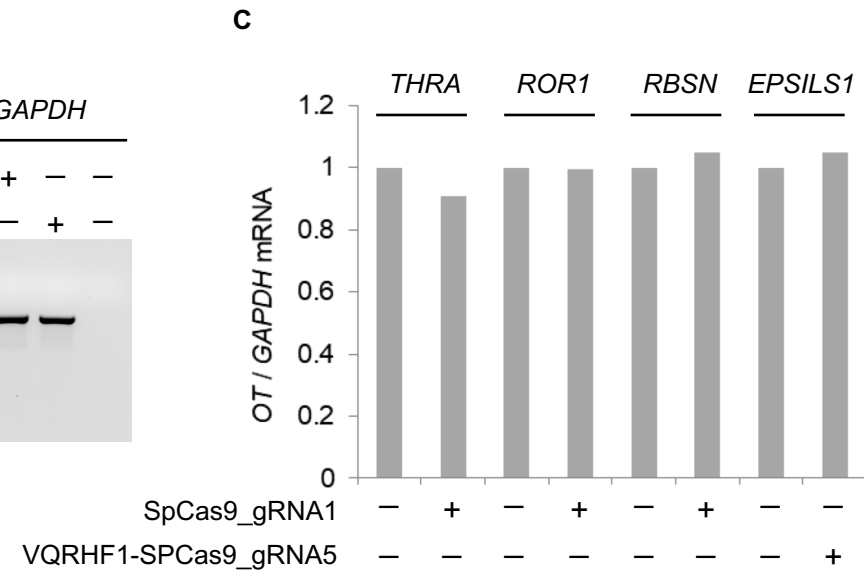 C
GAPDH
+ – –
– + –
THRA ROR1 RBSN EPSILS1
1.2
1
0.8
0.6
0.4
0.2
0
OT / GAPDH mRNA
SpCas9_gRNA1 – + – + – + – –
VQRHF1-SPCas9_gRNA5 – – – – – – – +